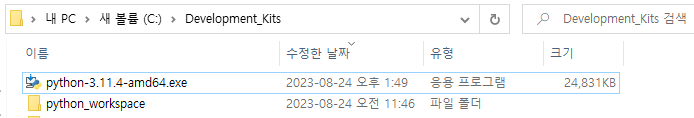 내 PC > 새 볼륨 (C:) > Development_Kits Development_Kits 검색
이름 수정한 날짜 유형 크기
python-3.11.4-amd64.exe 2023-08-24 오후 1:49 응용 프로그램 24,831KB
python_workspace 2023-08-24 오전 11:46 파일 폴더